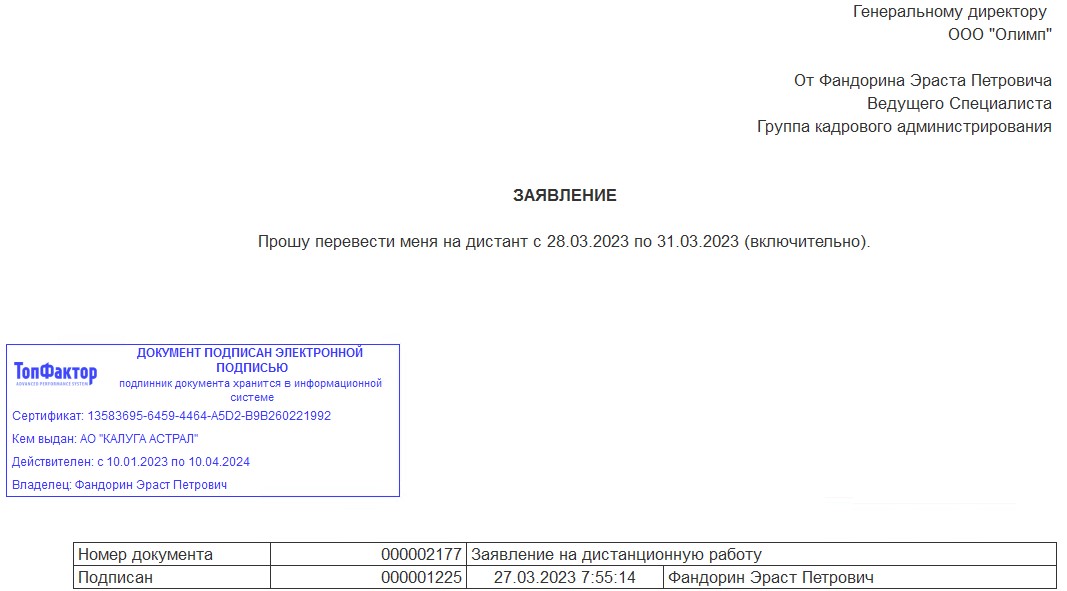 Генеральному директору
ООО "Олимп"
От Фандорина Эраста Петровича
Ведущего Специалиста
Группа кадрового администрирования
ЗАЯВЛЕНИЕ
Прошу перевести меня на дистант с 28.03.2023 по 31.03.2023 (включительно).
ТопФактор
ADVANCED PERFORMANCE SYSTEM
ДОКУМЕНТ ПОДПИСАН ЭЛЕКТРОННОЙ
ПОДПИСЬЮ
подлинник документа хранится в информационной
системе
Сертификат: 13583695-6459-4464-A5D2-B9B260221992
Кем выдан: АО "КАЛУГА АСТРАЛ"
Действителен: с 10.01.2023 по 10.04.2024
Владелец: Фандорин Эраст Петрович
Номер документа 000002177 Заявление на дистанционную работу
Подписан 000001225 27.03.2023 7:55:14 Фандорин Эраст Петрович